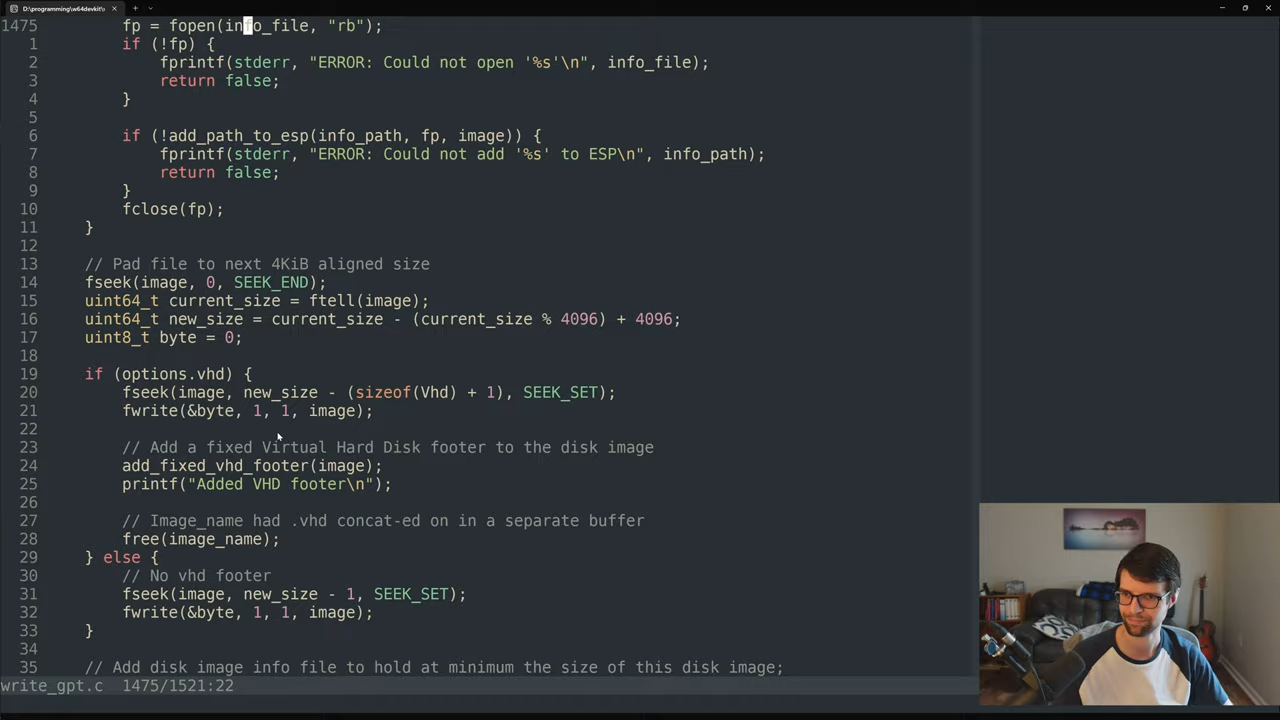 D:\programming\w64devkit\
1475 fp = fopen(info_file, "rb");
1 if (!fp) {
2 fprintf(stderr, "ERROR: Could not open '%s'\n", info_file);
3 return false;
4 }
5
6 if (!add_path_to_esp(info_path, fp, image)) {
7 fprintf(stderr, "ERROR: Could not add '%s' to ESP\n", info_path);
8 return false;
9 }
10 fclose(fp);
11 }
12
13 // Pad file to next 4KiB aligned size
14 fseek(image, 0, SEEK_END);
15 uint64_t current_size = ftell(image);
16 uint64_t new_size = current_size - (current_size % 4096) + 4096;
17 uint8_t byte = 0;
18
19 if (options.vhd) {
20 fseek(image, new_size - (sizeof(Vhd) + 1), SEEK_SET);
21 fwrite(&byte, 1, 1, image);
22
23 // Add a fixed Virtual Hard Disk footer to the disk image
24 add_fixed_vhd_footer(image);
25 printf("Added VHD footer\n");
26
27 // Image_name had .vhd concat-ed on in a separate buffer
28 free(image_name);
29 } else {
30 // No vhd footer
31 fseek(image, new_size - 1, SEEK_SET);
32 fwrite(&byte, 1, 1, image);
33 }
34
35 // Add disk image info file to hold at minimum the size of this disk image;
write_gpt.c 1475/1521:22